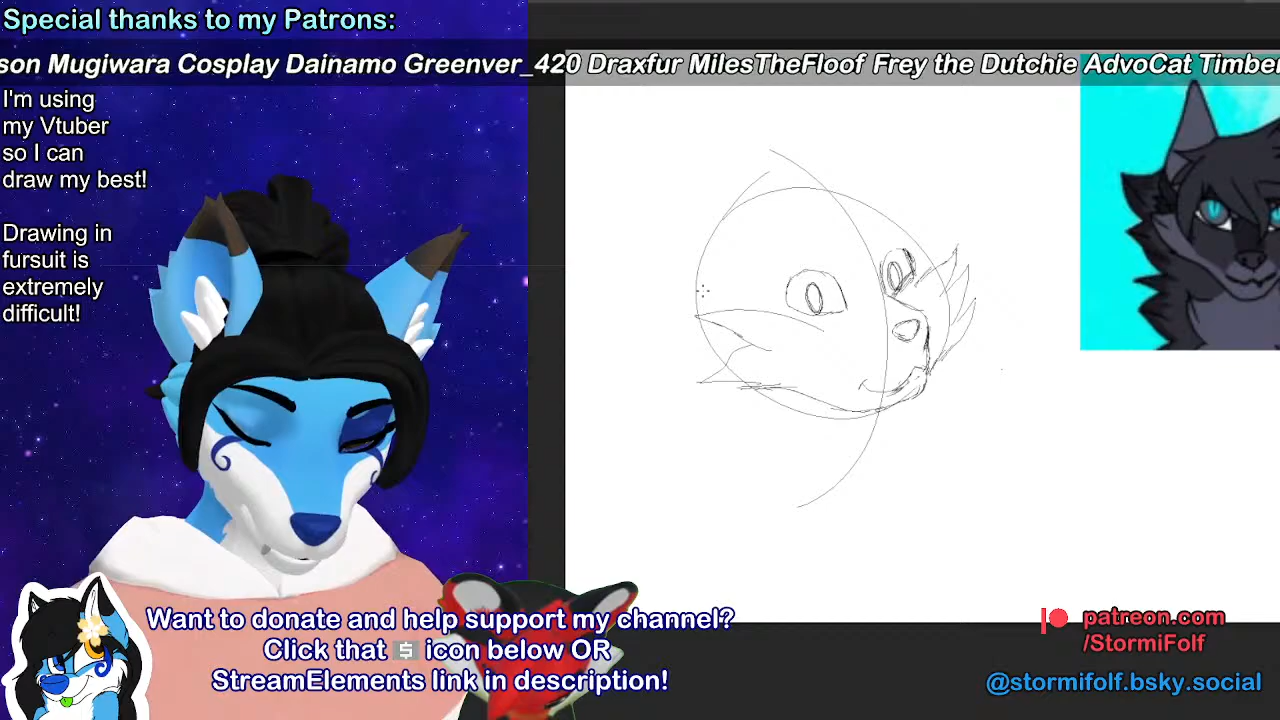 Special thanks to my Patrons:
son Mugiwara Cosplay Dainamo Greenver_420 Draxfur MilesTheFloof Frey the Dutchie AdvoCat Timber
I'm using
my Vtuber
so I can
draw my best!
Drawing in
fursuit is
extremely
difficult!
Want to donate and help support my channel?
Click that $ icon below OR
StreamElements link in description!
patreon.com
/StormiFolf
@stormifolf.bsky.social